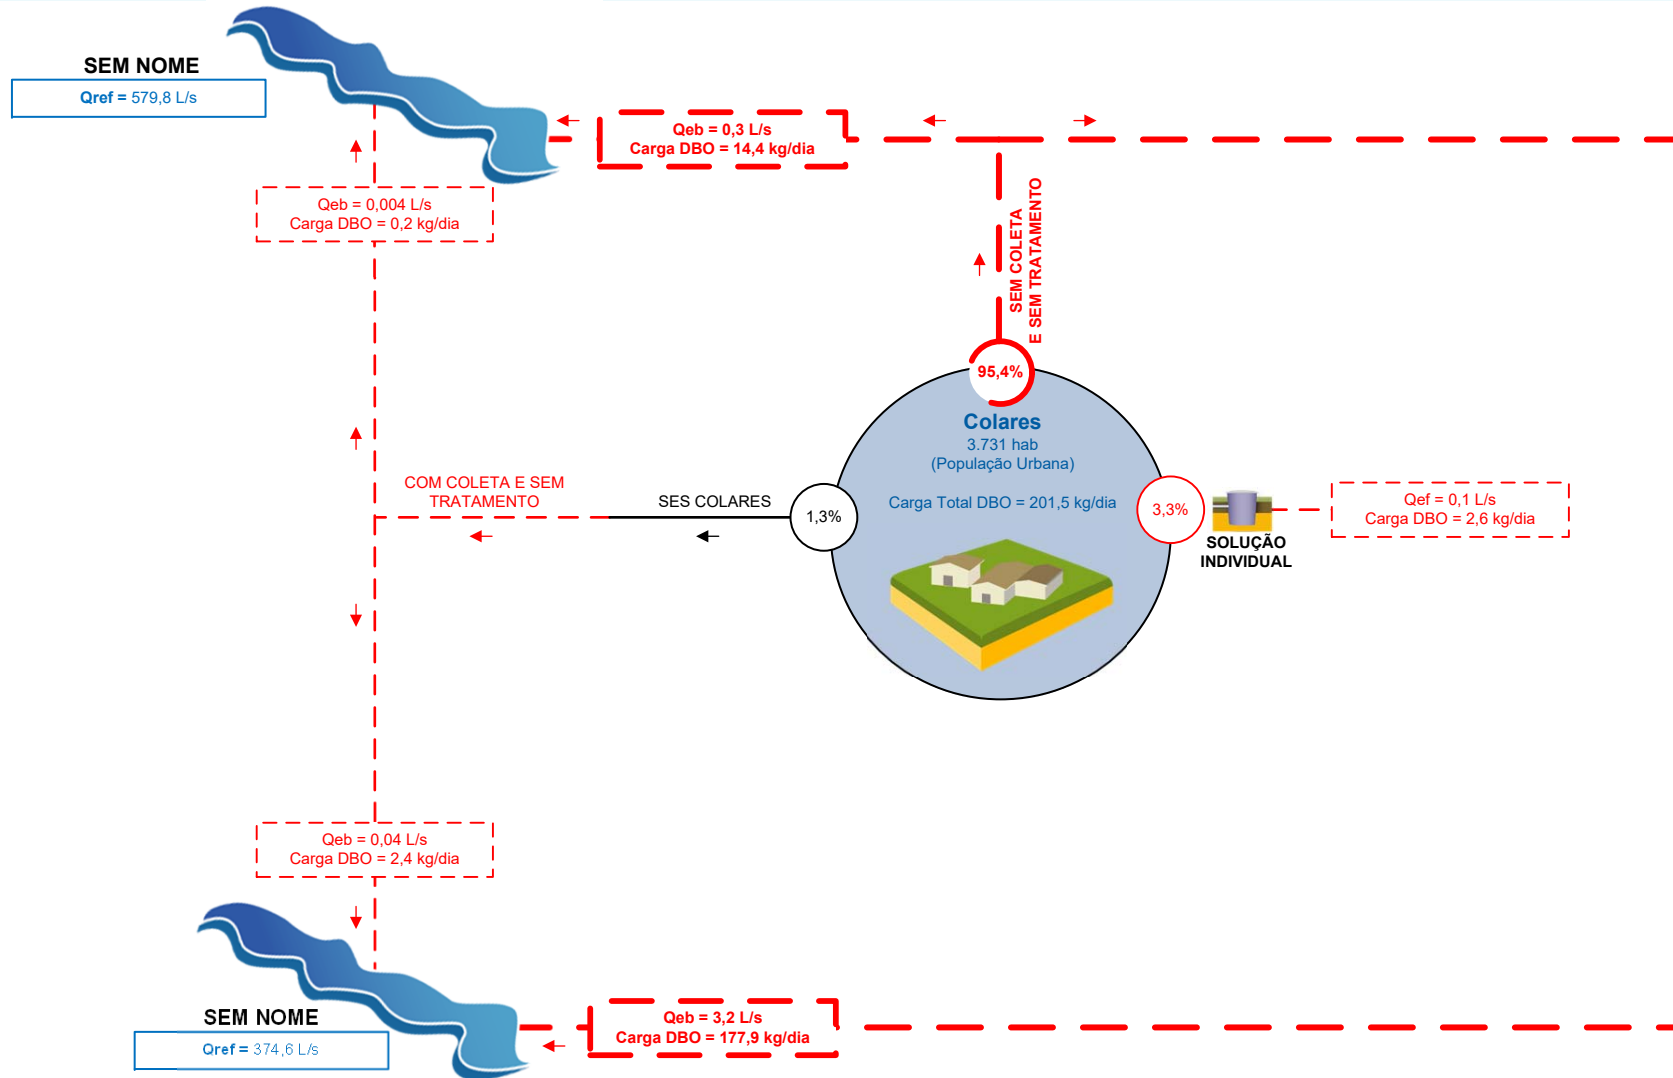 SEM NOME
Qref = 579,8 L/s
Qeb = 0,3 L/s
Carga DBO = 14,4 kg/dia
Qeb = 0,004 L/s
Carga DBO = 0,2 kg/dia
SEM COLETA
E SEM TRATAMENTO
95,4%
Colares
3.731 hab
(População Urbana)
Carga Total DBO = 201,5 kg/dia
COM COLETA E SEM
TRATAMENTO
SES COLARES
1,3%
3,3%
SOLUÇÃO
INDIVIDUAL
Qef = 0,1 L/s
Carga DBO = 2,6 kg/dia
Qeb = 0,04 L/s
Carga DBO = 2,4 kg/dia
SEM NOME
Qref = 374,6 L/s
Qeb = 3,2 L/s
Carga DBO = 177,9 kg/dia